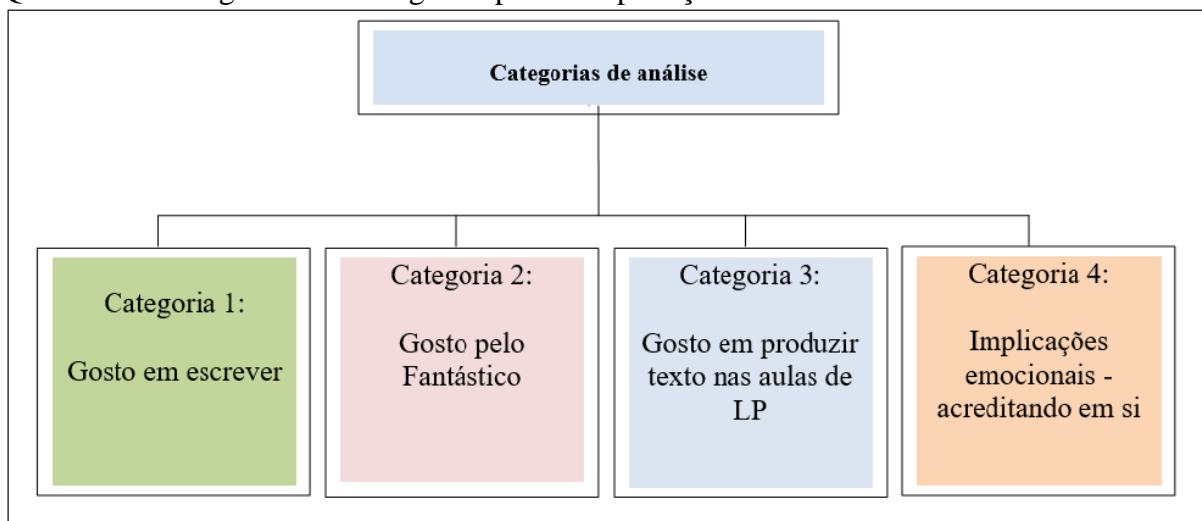 Categorias de análise
Categoria 1:
Gosto em escrever
Categoria 2:
Gosto pelo
Fantástico
Categoria 3:
Gosto em produzir
texto nas aulas de
LP
Categoria 4:
Implicações
emocionais -
acreditando em si